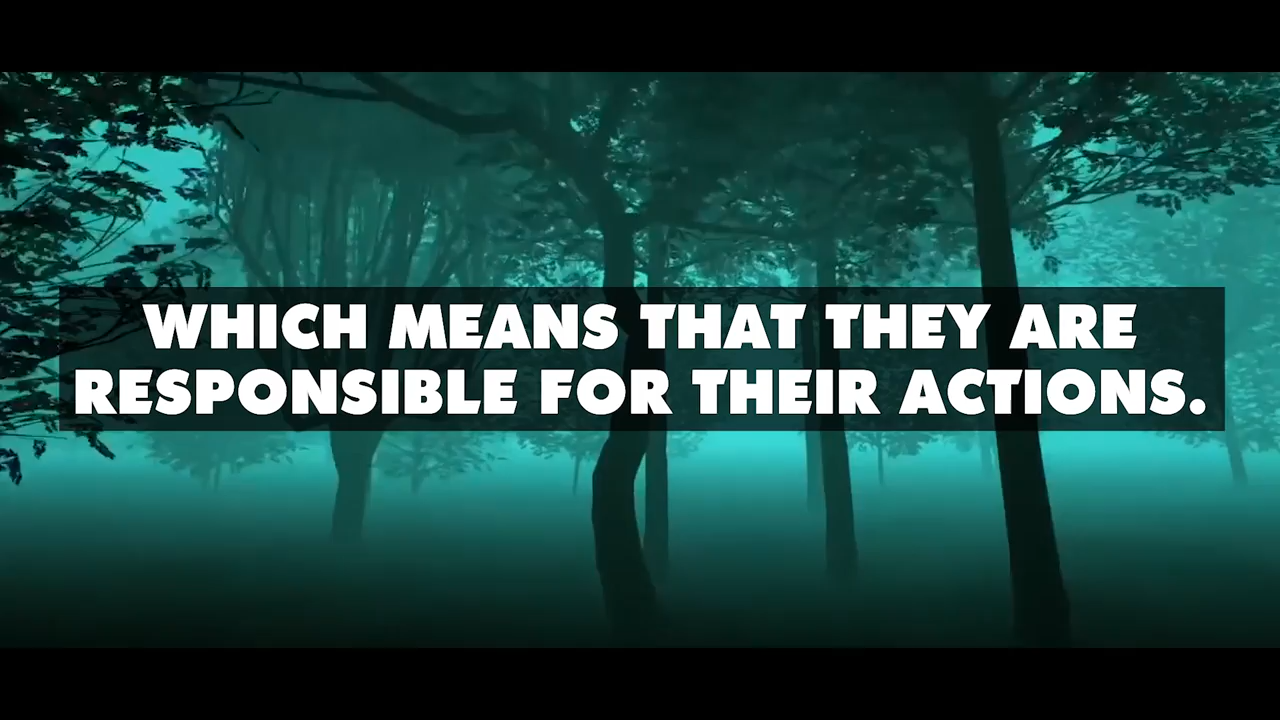 WHICH MEANS THAT THEY ARE
RESPONSIBLE FOR THEIR ACTIONS.